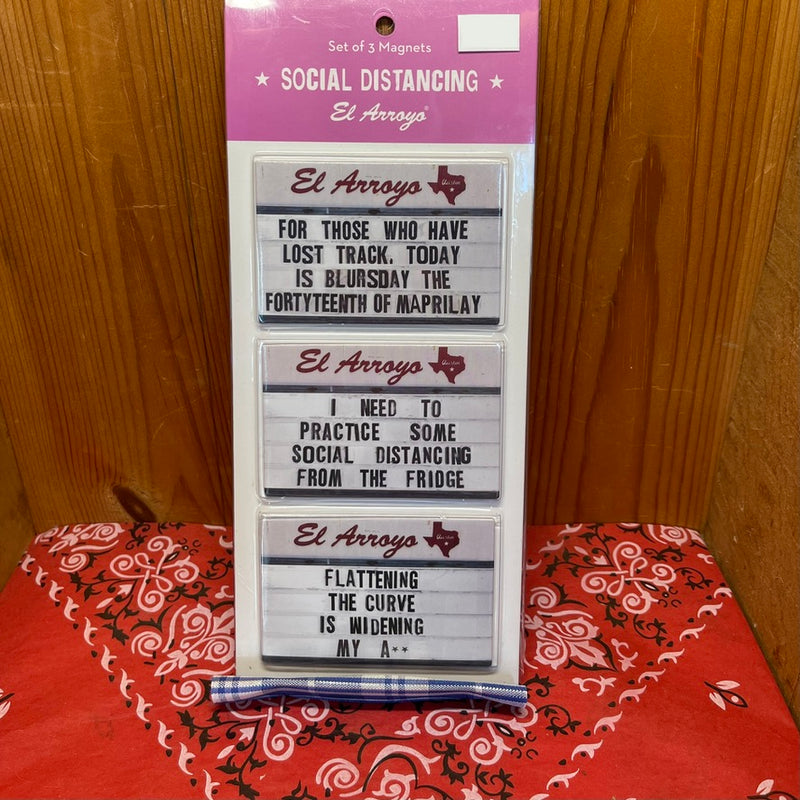 Set of 3 Magnets
★ SOCIAL DISTANCING ★
El Arroyo®
El Arroyo
FOR THOSE WHO HAVE
LOST TRACK. TODAY
IS BLURSDAY THE
FORTYTEENTH OF MAPRILAY
El Arroyo
I NEED TO
PRACTICE SOME
SOCIAL DISTANCING
FROM THE FRIDGE
El Arroyo
FLATTENING
THE CURVE
IS WIDENING
MY A**